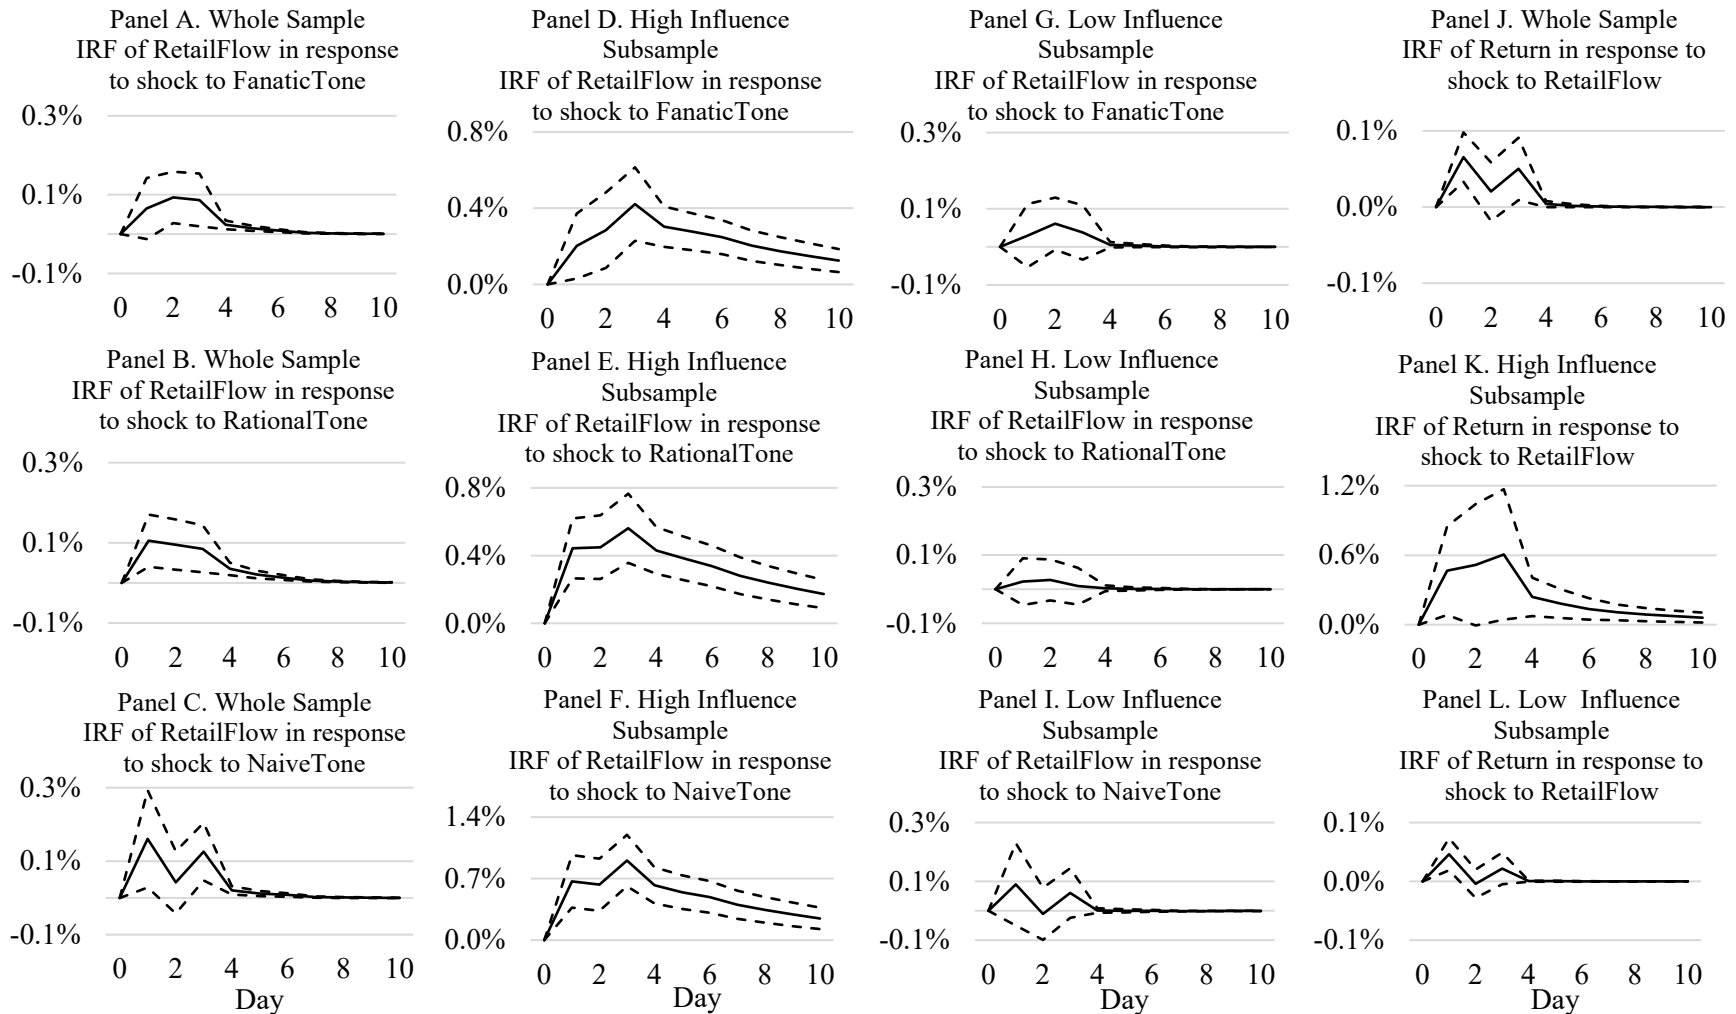 Panel A. Whole Sample
IRF of RetailFlow in response
to shock to FanaticTone
0.3%
0.1%
-0.1%
0 2 4 6 8 10
Panel D. High Influence
Subsample
IRF of RetailFlow in response
to shock to FanaticTone
0.8%
0.4%
0.0%
0 2 4 6 8 10
Panel G. Low Influence
Subsample
IRF of RetailFlow in response
to shock to FanaticTone
0.3%
0.1%
-0.1%
0 2 4 6 8 10
Panel J. Whole Sample
IRF of Return in response to
shock to RetailFlow
0.1%
0.0%
-0.1%
0 2 4 6 8 10
Panel B. Whole Sample
IRF of RetailFlow in response
to shock to RationalTone
0.3%
0.1%
-0.1%
0 2 4 6 8 10
Panel E. High Influence
Subsample
IRF of RetailFlow in response
to shock to RationalTone
0.8%
0.4%
0.0%
0 2 4 6 8 10
Panel H. Low Influence
Subsample
IRF of RetailFlow in response
to shock to RationalTone
0.3%
0.1%
-0.1%
0 2 4 6 8 10
Panel K. High Influence
Subsample
IRF of Return in response to
shock to RetailFlow
1.2%
0.6%
0.0%
0 2 4 6 8 10
Panel C. Whole Sample
IRF of RetailFlow in response
to shock to NaiveTone
0.3%
0.1%
-0.1%
0 2 4 6 8 10
Day
Panel F. High Influence
Subsample
IRF of RetailFlow in response
to shock to NaiveTone
1.4%
0.7%
0.0%
0 2 4 6 8 10
Day
Panel I. Low Influence
Subsample
IRF of RetailFlow in response
to shock to NaiveTone
0.3%
0.1%
-0.1%
0 2 4 6 8 10
Panel L. Low Influence
Subsample
IRF of Return in response to
shock to RetailFlow
0.1%
0.0%
-0.1%
0 2 4 6 8 10
Day